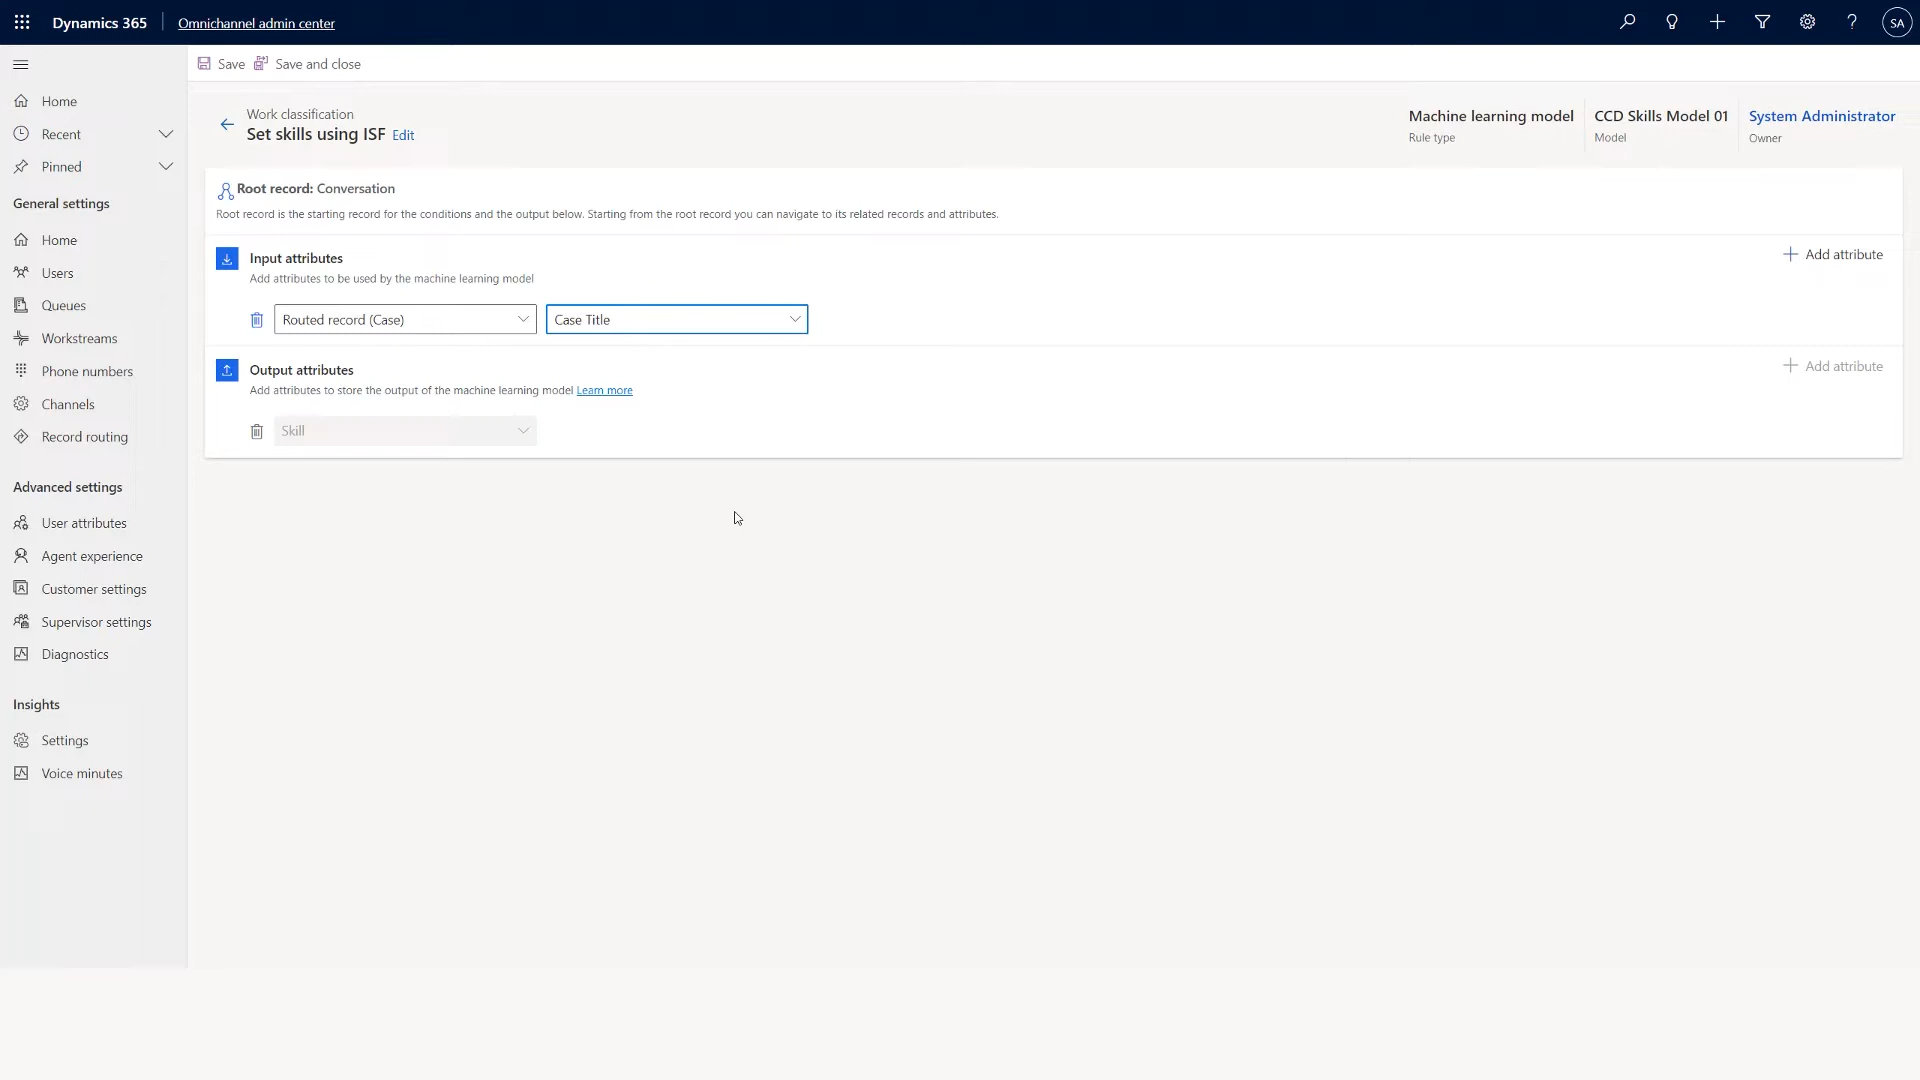 Dynamics 365
Omnichannel admin center
SA
Save
Save and close
Home
Recent
Pinned
General settings
Home
Users
Queues
Workstreams
Phone numbers
Channels
Record routing
Advanced settings
User attributes
Agent experience
Customer settings
Supervisor settings
Diagnostics
Insights
Settings
Voice minutes
Work classification
Set skills using ISF Edit
Machine learning model
Rule type
CCD Skills Model 01
Model
System Administrator
Owner
Root record: Conversation
Root record is the starting record for the conditions and the output below. Starting from the root record you can navigate to its related records and attributes.
Input attributes
Add attributes to be used by the machine learning model
Add attribute
Routed record (Case)
Case Title
Output attributes
Add attributes to store the output of the machine learning model Learn more
Add attribute
Skill